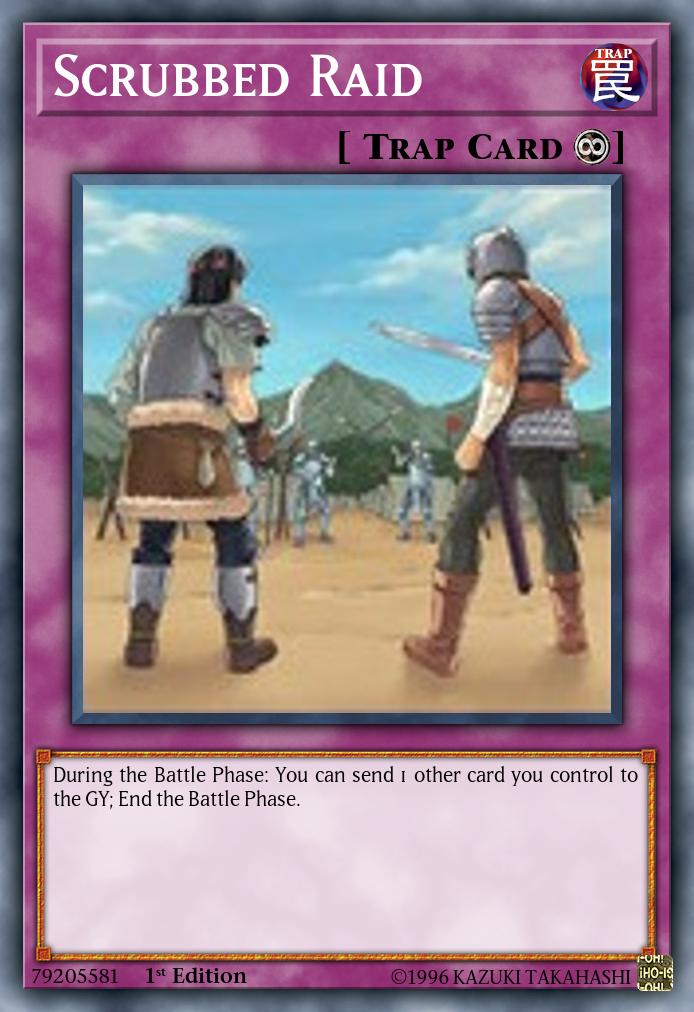 Scrubbed Raid
TRAP
罠
[ Trap Card ]
During the Battle Phase: You can send 1 other card you control to
the GY; End the Battle Phase.
79205581 1st Edition ©1996 KAZUKI TAKAHASHI